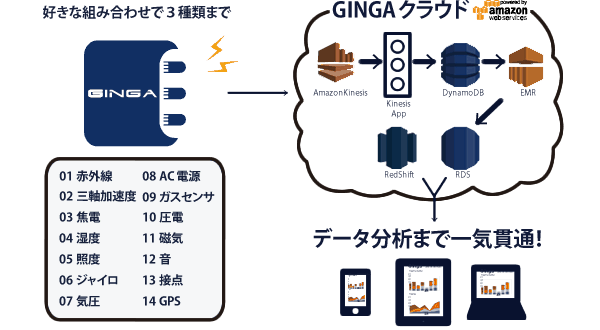 好きな組み合わせで３種類まで
GINGA
01 赤外線
02 三軸加速度
03 焦電
04 湿度
05 照度
06 ジャイロ
07 気圧
08 AC電源
09 ガスセンサ
10 圧電
11 磁気
12 音
13 接点
14 GPS
GINGAクラウド
powered by
amazon
web services
AmazonKinesis
Kinesis
App
DynamoDB
EMR
RedShift
RDS
データ分析まで一気貫通！